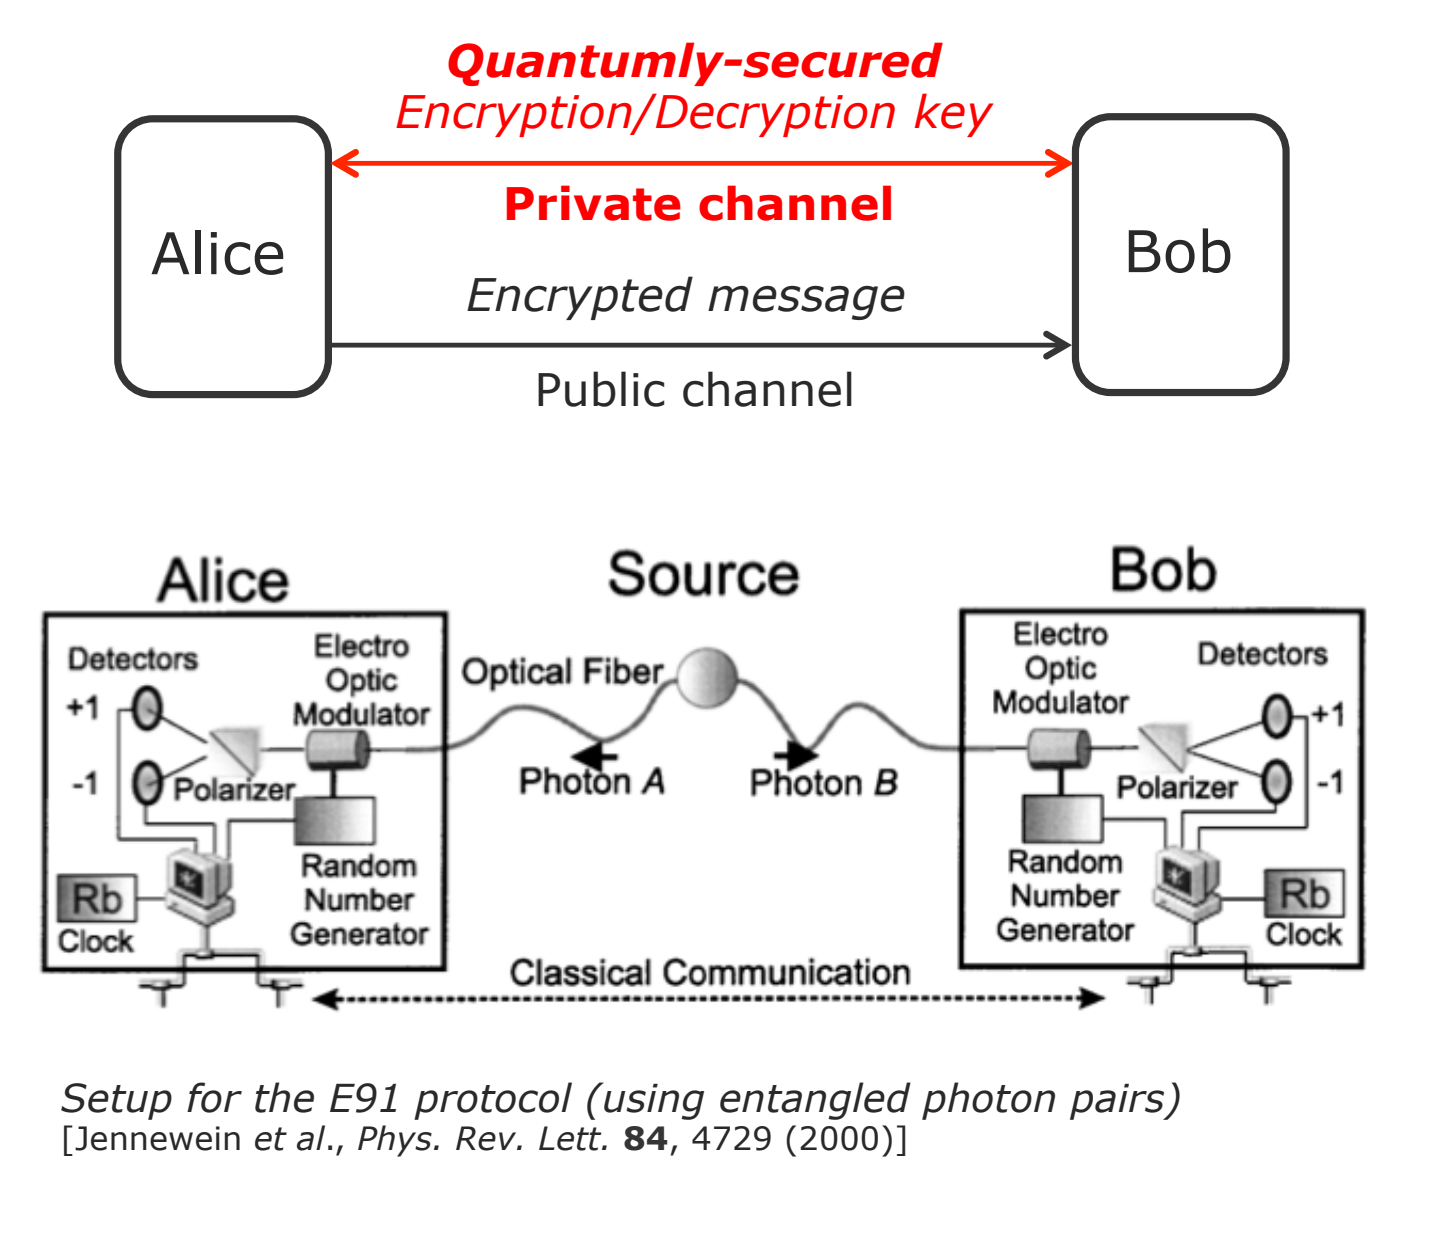 Quantumly-secured
Encryption/Decryption key
Private channel
Alice
Bob
Encrypted message
Public channel
Alice
Source
Bob
Detectors
+1
-1
Electro
Optic
Modulator
Polarizer
Random
Number
Generator
Rb
Clock
Optical Fiber
Photon A
Photon B
Electro
Optic
Modulator
Detectors
+1
-1
Polarizer
Random
Number
Generator
Rb
Clock
Classical Communication
Setup for the E91 protocol (using entangled photon pairs)
[Jennewein et al., Phys. Rev. Lett. 84, 4729 (2000)]